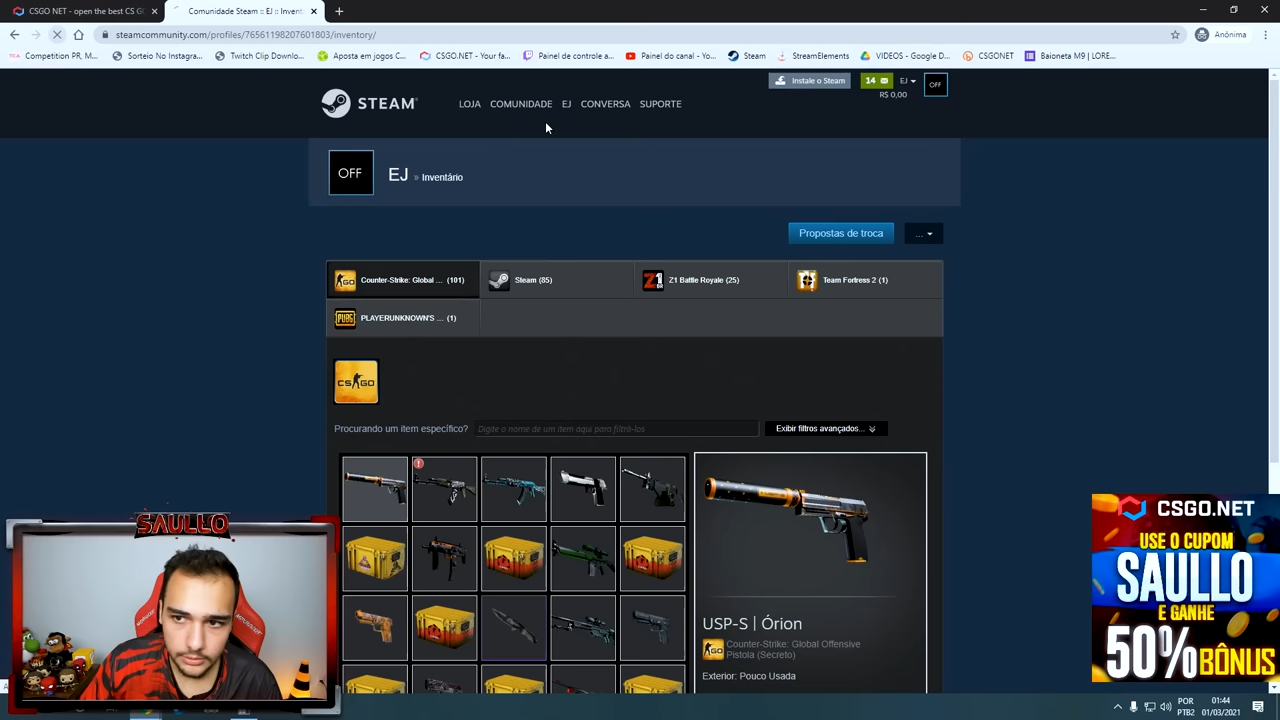 CSGO NET - open the best CS G
Comunidade Steam :: EJ :: Inventá
steamcommunity.com/profiles/76561198207601803/inventory/
Anônima
Competition PR, M...
Sorteio No Instagra...
Twitch Clip Downlo...
Aposta em jogos C...
CSGO.NET - Your fa...
Painel de controle a...
Painel do canal - Yo...
Steam
StreamElements
VIDEOS - Google D...
CSGONET
Baioneta M9 | LORE...
STEAM
LOJA COMUNIDADE EJ CONVERSA SUPORTE
Instale o Steam
14
EJ
R$ 0,00
OFF
OFF
EJ » Inventário
Propostas de troca
...
Counter-Strike: Global ... (101)
Steam (85)
Z1 Battle Royale (25)
Team Fortress 2 (1)
PLAYERUNKNOWN'S ... (1)
CS GO
Procurando um item específico?
Digite o nome de um item aqui para filtrá-los
Exibir filtros avançados...
USP-S | Órion
Counter-Strike: Global Offensive
Pistola (Secreto)
Exterior: Pouco Usada
SAULLO
CSGO.NET
USE O CUPOM
SAULLO
E GANHE
50% BÔNUS
POR
PTB2
01:44
01/03/2021